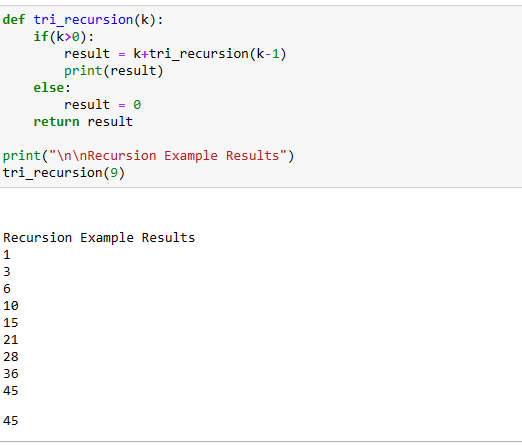 def tri_recursion(k):
    if(k>0):
        result = k+tri_recursion(k-1)
        print(result)
    else:
        result = 0
    return result

print("\n\nRecursion Example Results")
tri_recursion(9)

Recursion Example Results
1
3
6
10
15
21
28
36
45

45